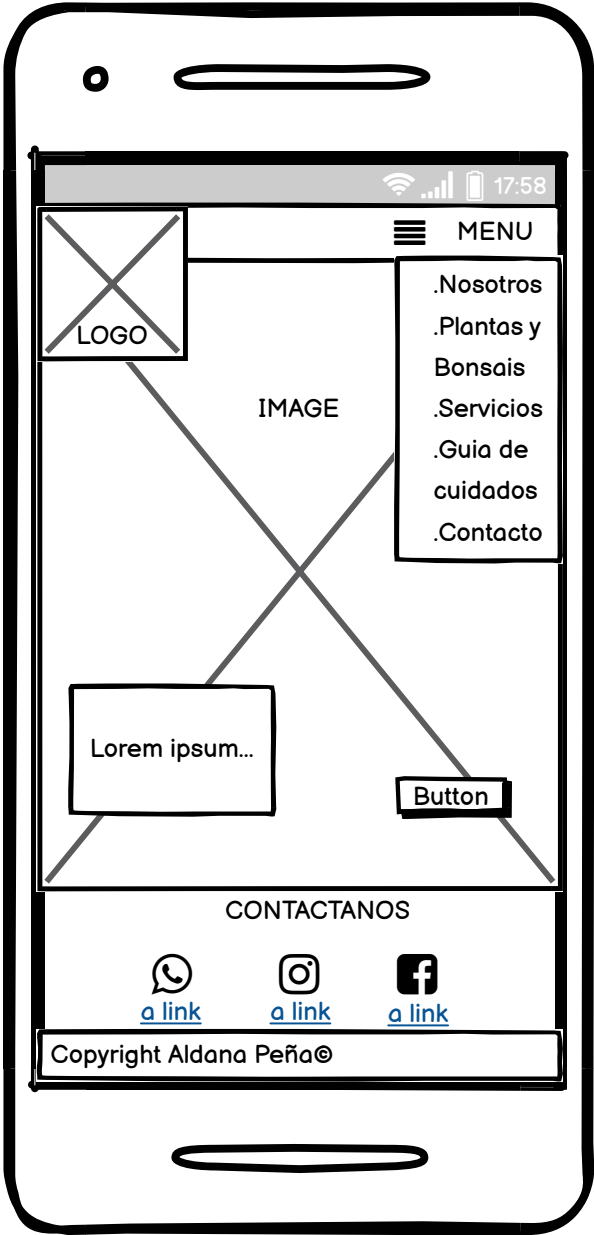 17:58
MENU
LOGO
.Nosotros
.Plantas y
Bonsais
.Servicios
.Guia de
cuidados
.Contacto
IMAGE
Lorem ipsum...
Button
CONTACTANOS
a link a link a link
Copyright Aldana Peña©